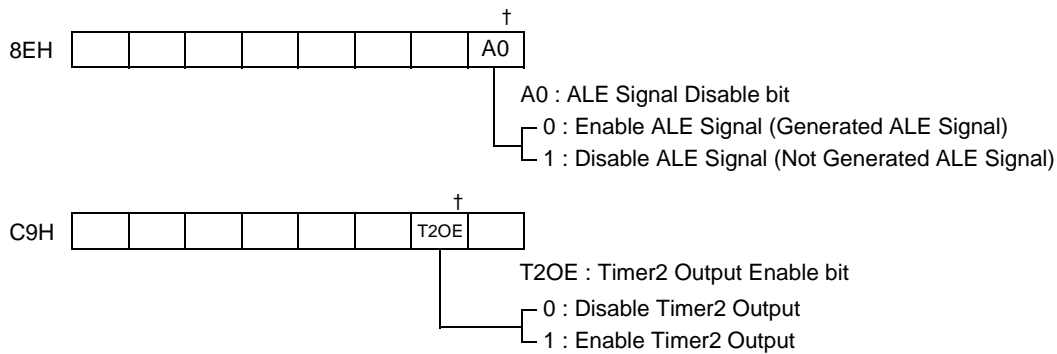 †
8EH A0
A0 : ALE Signal Disable bit
0 : Enable ALE Signal (Generated ALE Signal)
1 : Disable ALE Signal (Not Generated ALE Signal)
†
C9H T2OE
T2OE : Timer2 Output Enable bit
0 : Disable Timer2 Output
1 : Enable Timer2 Output